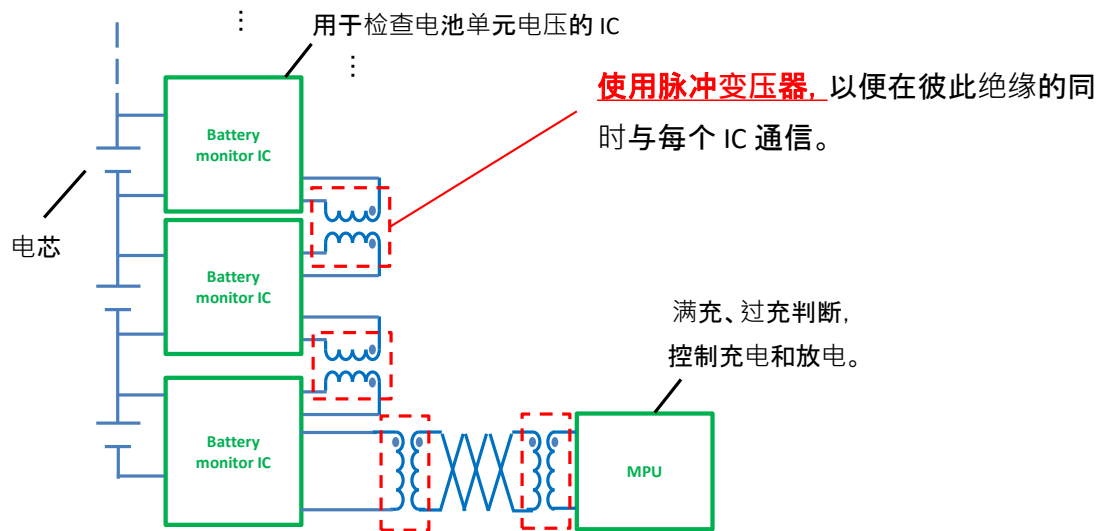 ⋮
用于检查电池单元电压的 IC
⋮
使用脉冲变压器, 以便在彼此绝缘的同
时与每个 IC 通信。
Battery
monitor IC
电芯
Battery
monitor IC
满充、过充判断,
控制充电和放电。
Battery
monitor IC
MPU